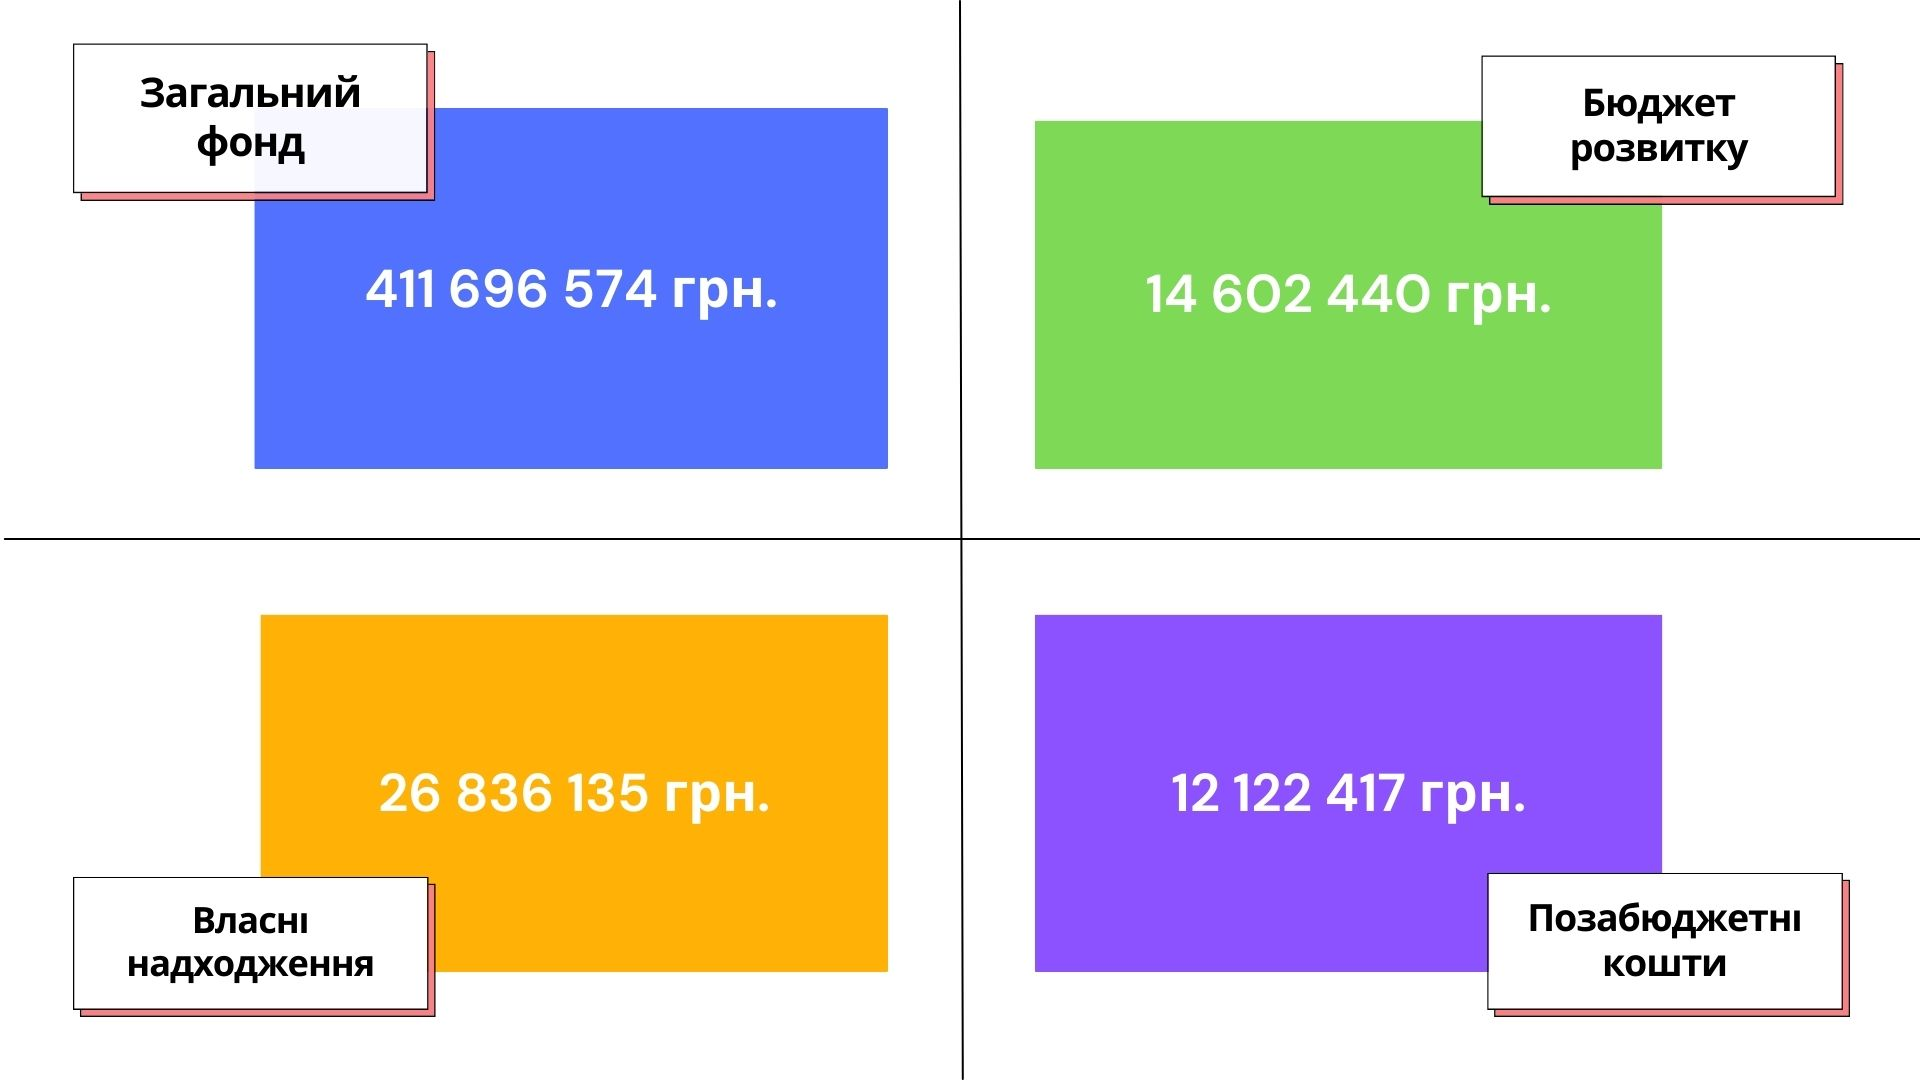 Загальний
фонд
411 696 574 грн.
Бюджет
розвитку
14 602 440 грн.
26 836 135 грн.
Власні
надходження
12 122 417 грн.
Позабюджетні
кошти